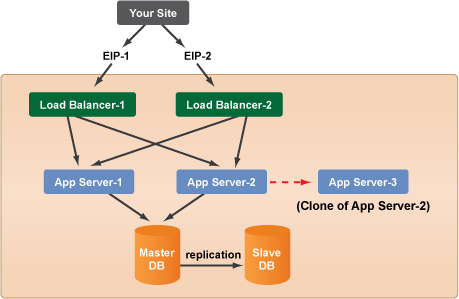 Your Site
EIP-1
EIP-2
Load Balancer-1
Load Balancer-2
App Server-1
App Server-2
App Server-3
(Clone of App Server-2)
Master
DB
replication
Slave
DB